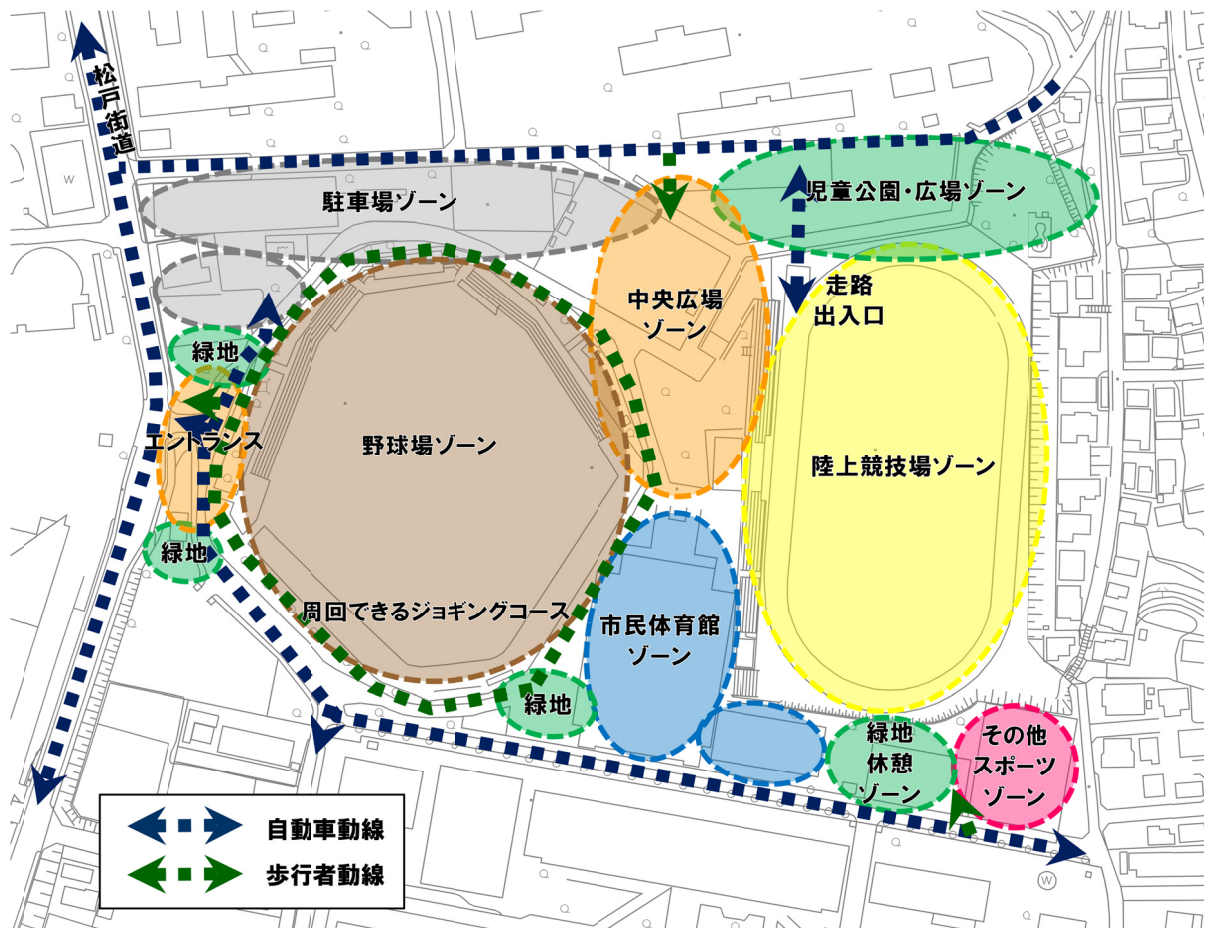 松戸街道
駐車場ゾーン
児童公園・広場ゾーン
中央広場
ゾーン
走路
出入口
緑地
エントランス
野球場ゾーン
陸上競技場ゾーン
緑地
周回できるジョギングコース
市民体育館
ゾーン
緑地
緑地
休憩
ゾーン
その他
スポーツ
ゾーン
自動車動線
歩行者動線
W
W